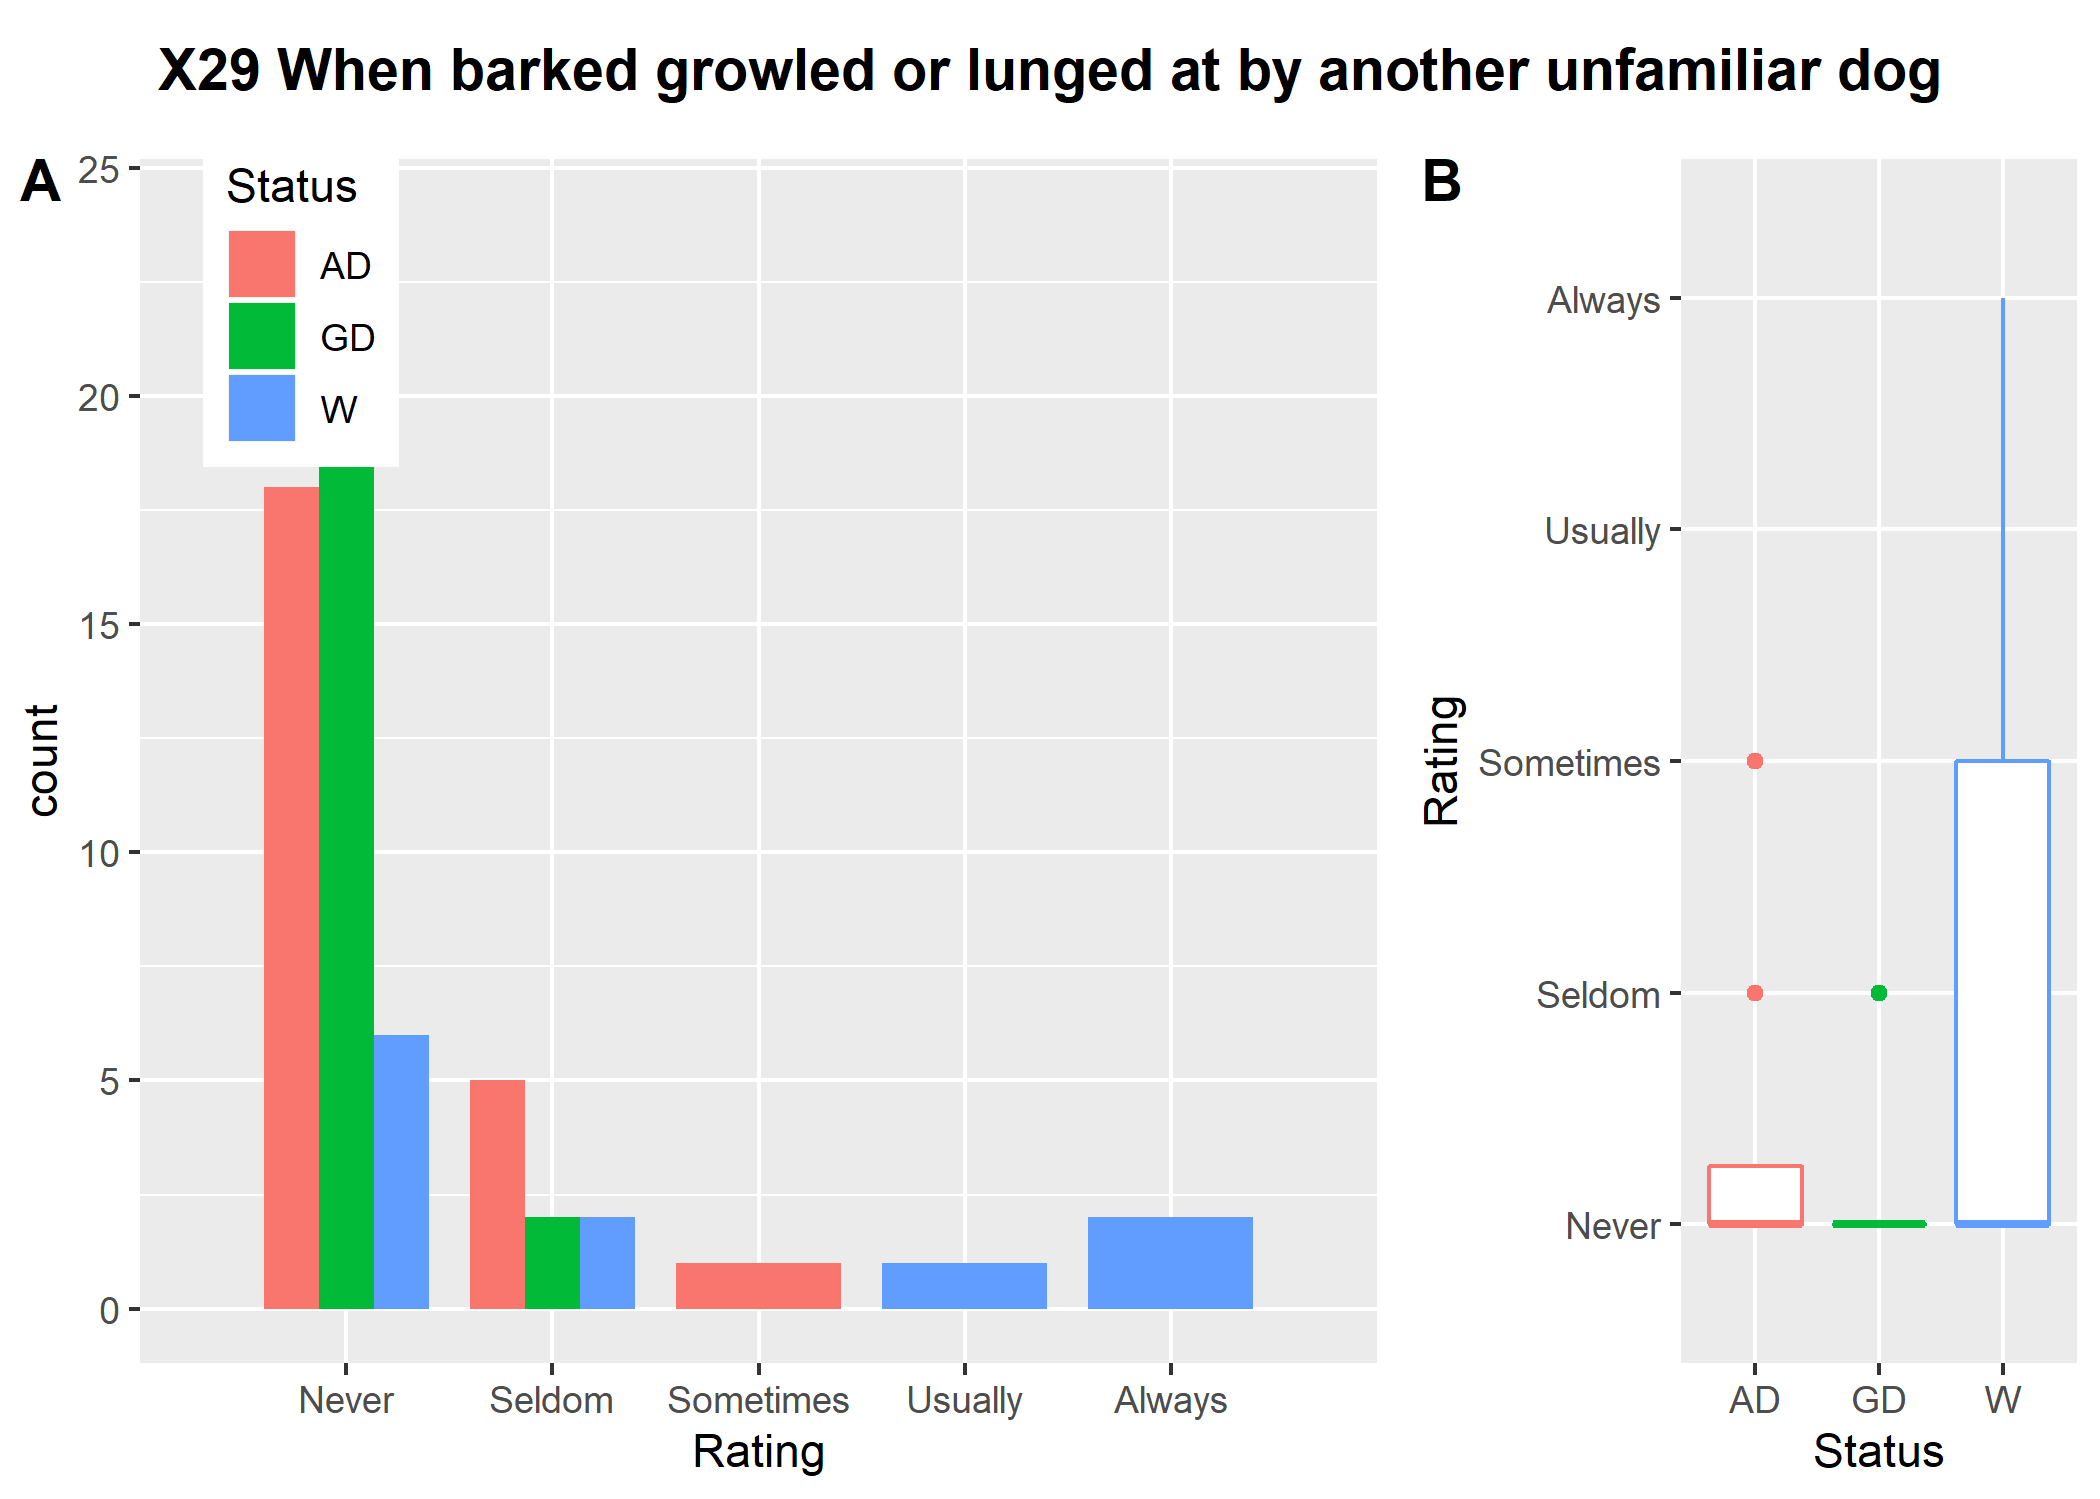 X29 When barked growled or lunged at by another unfamiliar dog
A
25
20
15
10
5
0
count
Status
AD
GD
W
Never Seldom Sometimes Usually Always
Rating
B
Always
Usually
Sometimes
Seldom
Never
Rating
AD GD W
Status